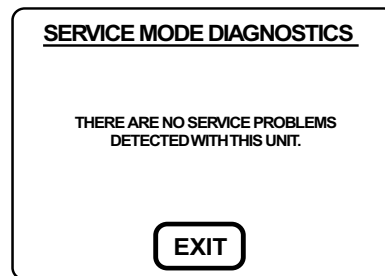 SERVICE MODE DIAGNOSTICS
THERE ARE NO SERVICE PROBLEMS
DETECTED WITH THIS UNIT.
EXIT